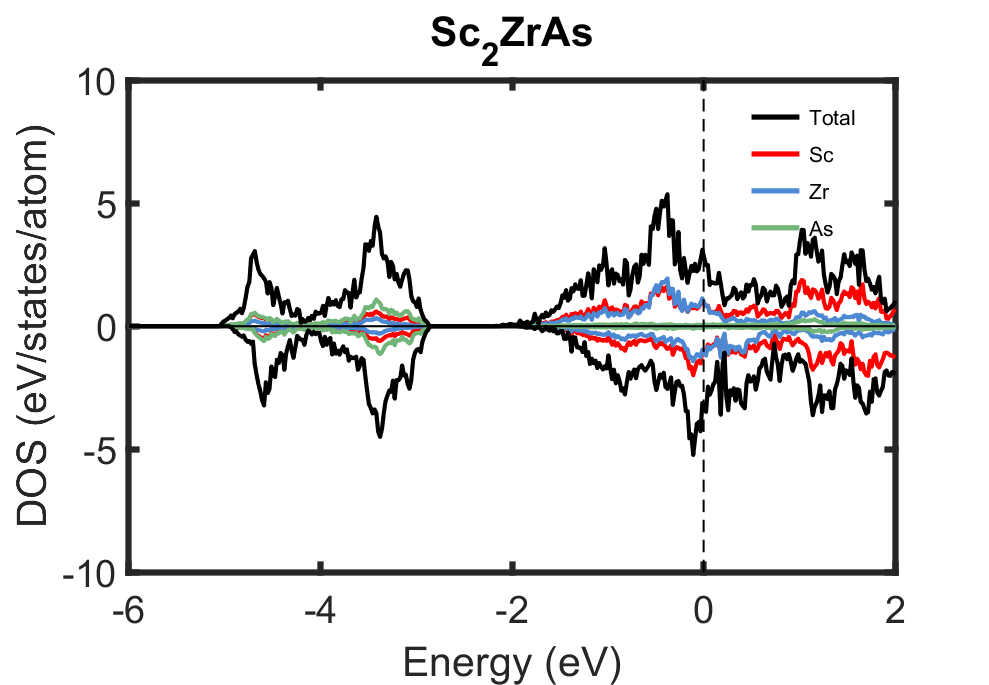 Sc2ZrAs
10
5
0
-5
-10
DOS (eV/states/atom)
Total
Sc
Zr
As
-6
-4
-2
0
2
Energy (eV)